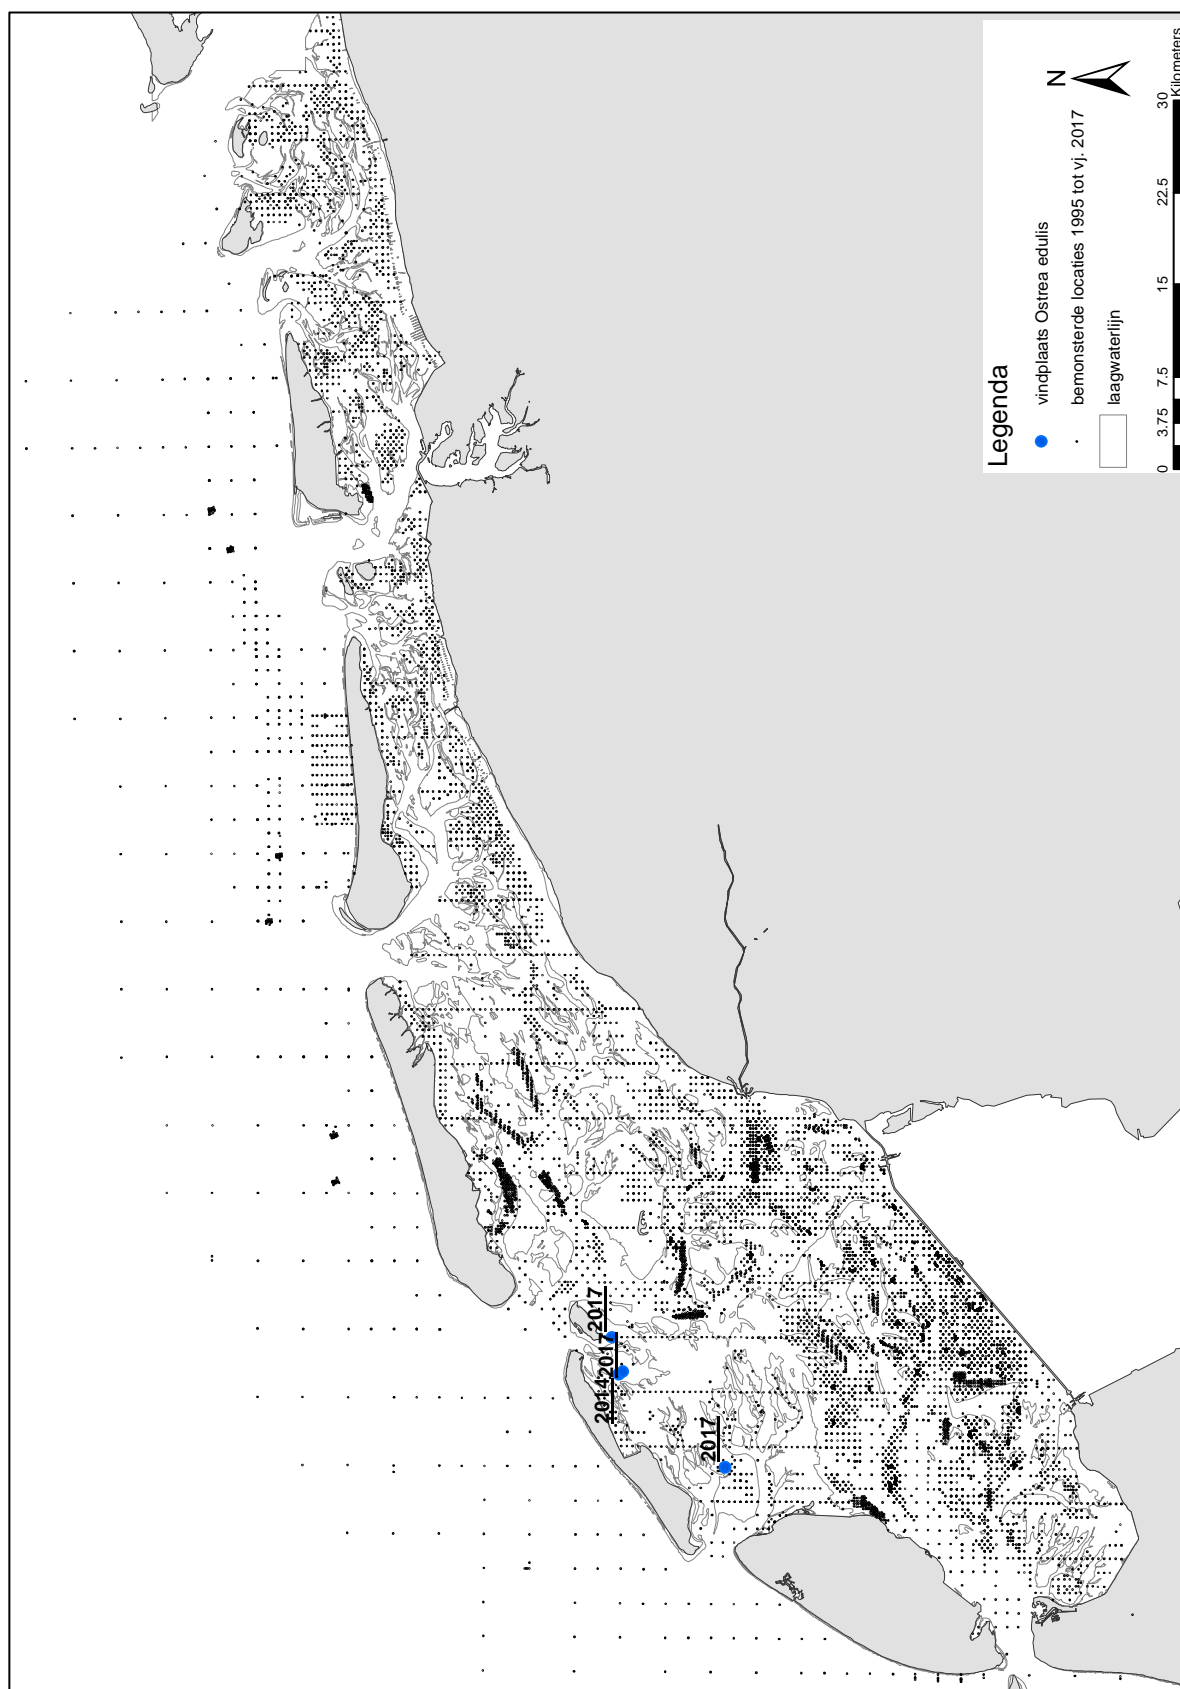 2014
2017
2017
2017
Legenda
vindplaats Ostrea edulis
bemonsterde locaties 1995 tot vj. 2017
laagwaterlijn
N
0 3.75 7.5 15 22.5 30
Kilometers